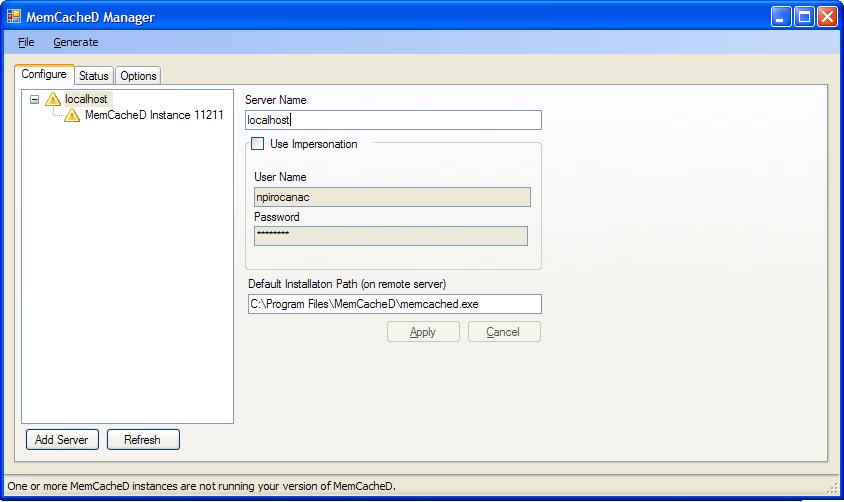 MemCacheD Manager
File Generate
Configure Status Options
localhost
MemCacheD Instance 11211
Server Name
localhost
Use Impersonation
User Name
npirocanac
Password
********
Default Installaton Path (on remote server)
C:\Program Files\MemCacheD\memcached.exe
Apply Cancel
Add Server Refresh
One or more MemCacheD instances are not running your version of MemCacheD.